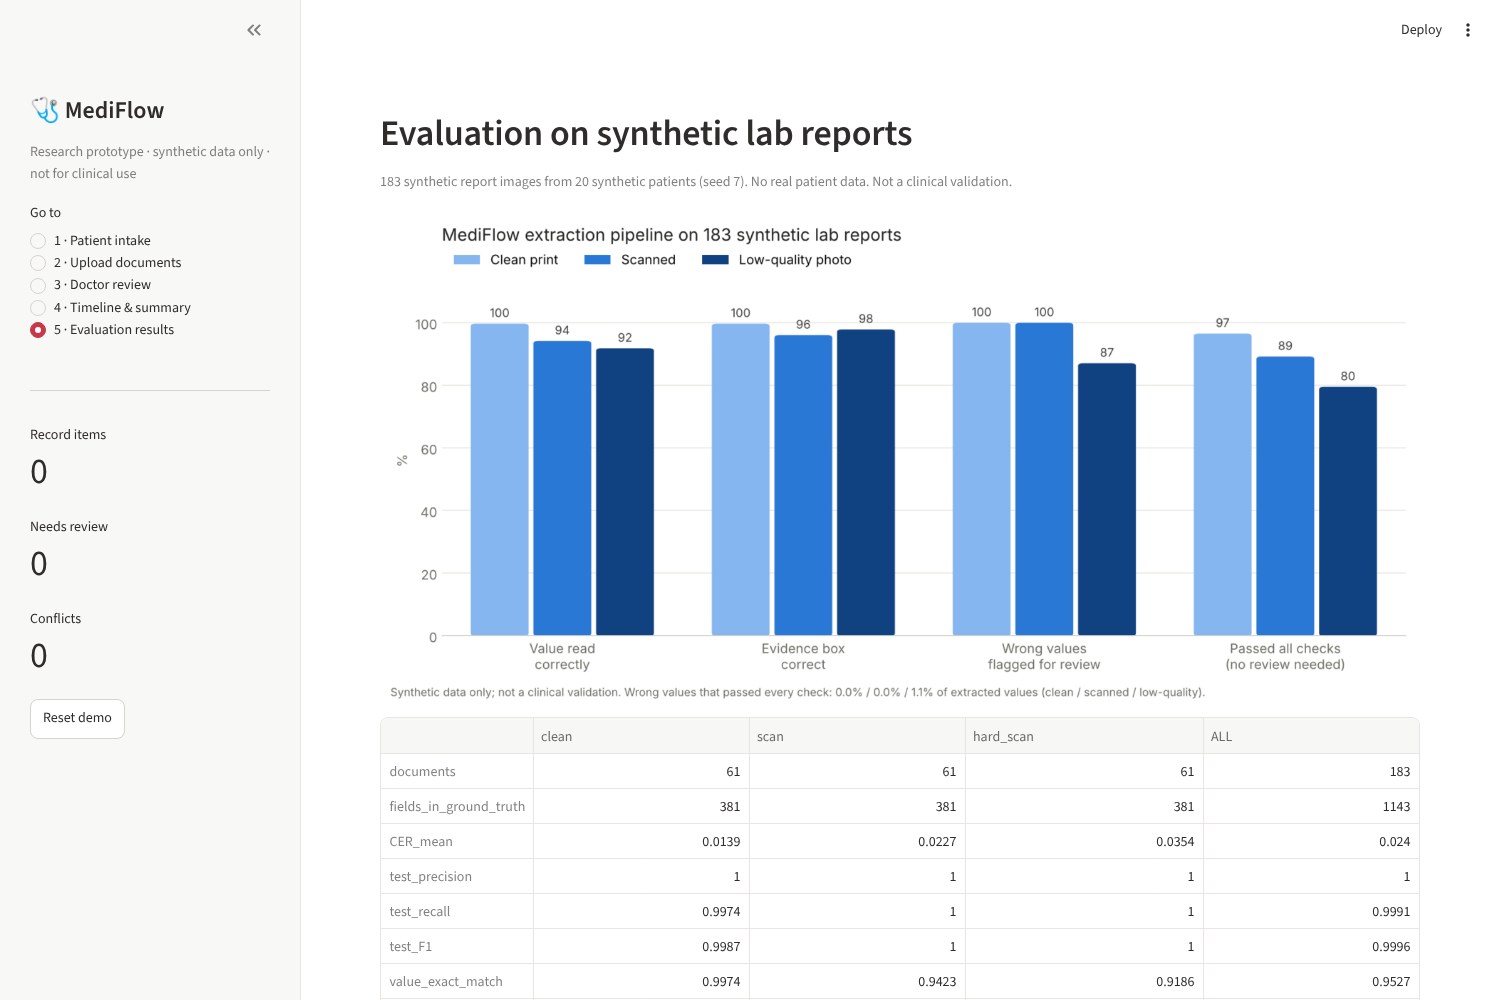 Deploy
🩺 MediFlow
Research prototype · synthetic data only ·
not for clinical use
Go to
1 · Patient intake
2 · Upload documents
3 · Doctor review
4 · Timeline & summary
5 · Evaluation results
Record items
0
Needs review
0
Conflicts
0
Reset demo
Evaluation on synthetic lab reports
183 synthetic report images from 20 synthetic patients (seed 7). No real patient data. Not a clinical validation.
MediFlow extraction pipeline on 183 synthetic lab reports
Clean print Scanned Low-quality photo
100 94 92 100 96 98 100 100 87 97 89 80
100
80
60
%
40
20
0
Value read
correctly
Evidence box
correct
Wrong values
flagged for review
Passed all checks
(no review needed)
Synthetic data only; not a clinical validation. Wrong values that passed every check: 0.0% / 0.0% / 1.1% of extracted values (clean / scanned / low-quality).
clean scan hard_scan ALL
documents 61 61 61 183
fields_in_ground_truth 381 381 381 1143
CER_mean 0.0139 0.0227 0.0354 0.024
test_precision 1 1 1 1
test_recall 0.9974 1 1 0.9991
test_F1 0.9987 1 1 0.9996
value_exact_match 0.9974 0.9423 0.9186 0.9527